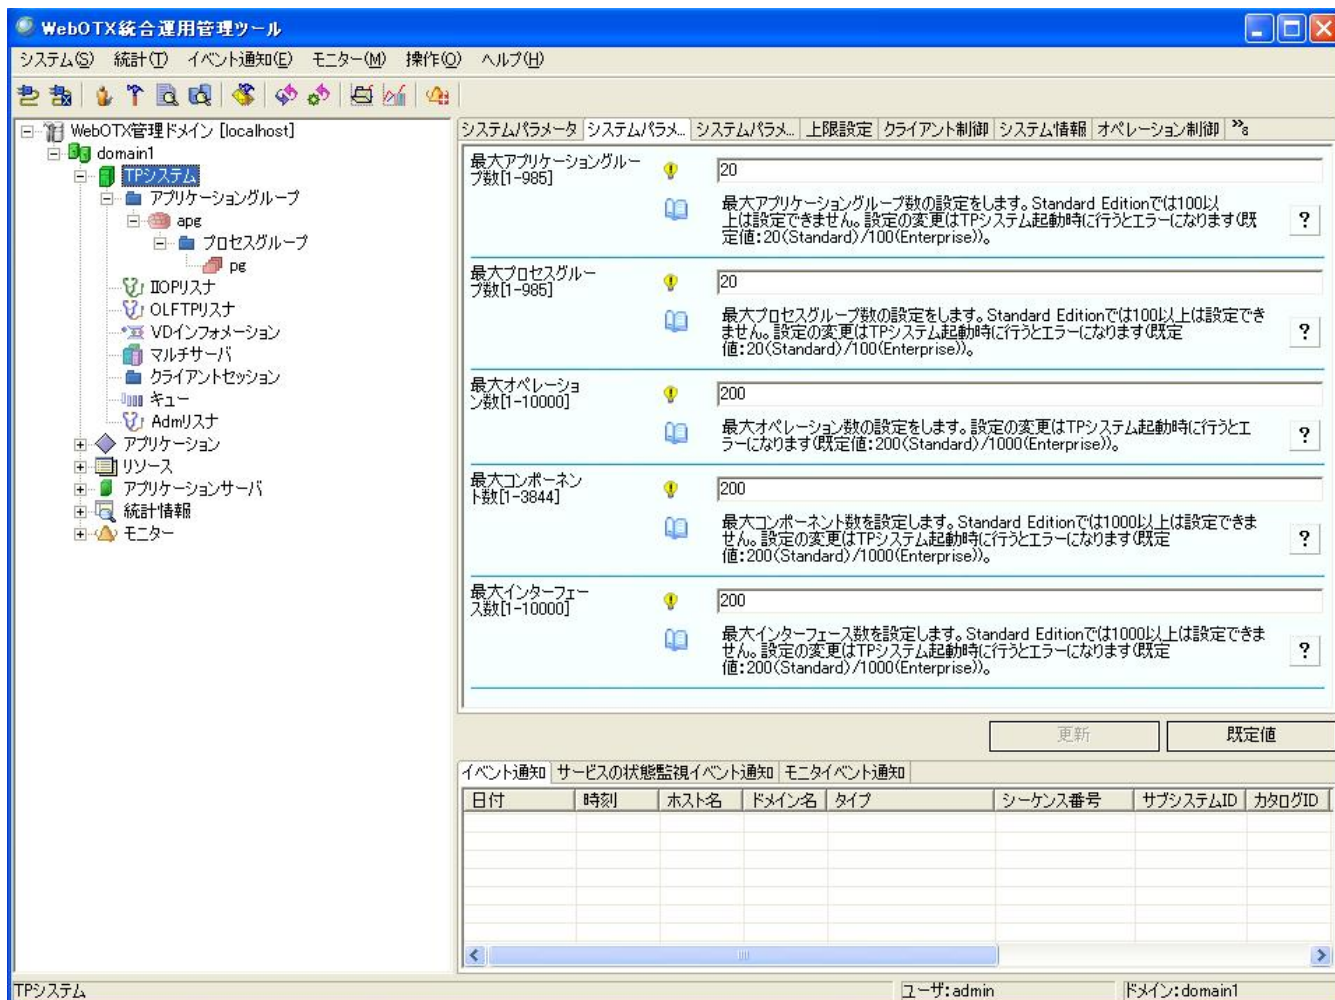 WebOTX統合運用管理ツール
システム(S) 統計(T) イベント通知(E) モニター(M) 操作(O) ヘルプ(H)
WebOTX管理ドメイン [localhost]
domain1
TPシステム
アプリケーショングループ
apg
プロセスグループ
pg
IIOPリスナ
OLFTPリスナ
VDインフォメーション
マルチサーバ
クライアントセッション
キュー
Admリスナ
アプリケーション
リソース
アプリケーションサーバ
統計情報
モニター
システムパラメータ システムパラメ... システムパラメ... 上限設定 クライアント制御 システム情報 オペレーション制御 »8
最大アプリケーショングルー
プ数[1-985]
20
最大アプリケーショングループ数の設定をします。Standard Editionでは100以
上は設定できません。設定の変更はTPシステム起動時に行うとエラーになります(既
定値:20(Standard)/100(Enterprise))。
?
最大プロセスグルー
プ数[1-985]
20
最大プロセスグループ数の設定をします。Standard Editionでは100以上は設定でき
ません。設定の変更はTPシステム起動時に行うとエラーになります(既定
値:20(Standard)/100(Enterprise))。
?
最大オペレーショ
ン数[1-10000]
200
最大オペレーション数の設定をします。設定の変更はTPシステム起動時に行うとエ
ラーになります(既定値:200(Standard)/1000(Enterprise))。
?
最大コンポーネン
ト数[1-3844]
200
最大コンポーネント数を設定します。Standard Editionでは1000以上は設定できま
せん。設定の変更はTPシステム起動時に行うとエラーになります(既定
値:200(Standard)/1000(Enterprise))。
?
最大インターフェー
ス数[1-10000]
200
最大インターフェース数を設定します。Standard Editionでは1000以上は設定できま
せん。設定の変更はTPシステム起動時に行うとエラーになります(既定
値:200(Standard)/1000(Enterprise))。
?
更新 既定値
イベント通知 サービスの状態監視イベント通知 モニタイベント通知
日付 時刻 ホスト名 ドメイン名 タイプ シーケンス番号 サブシステムID カタログID
TPシステム ユーザ:admin ドメイン:domain1